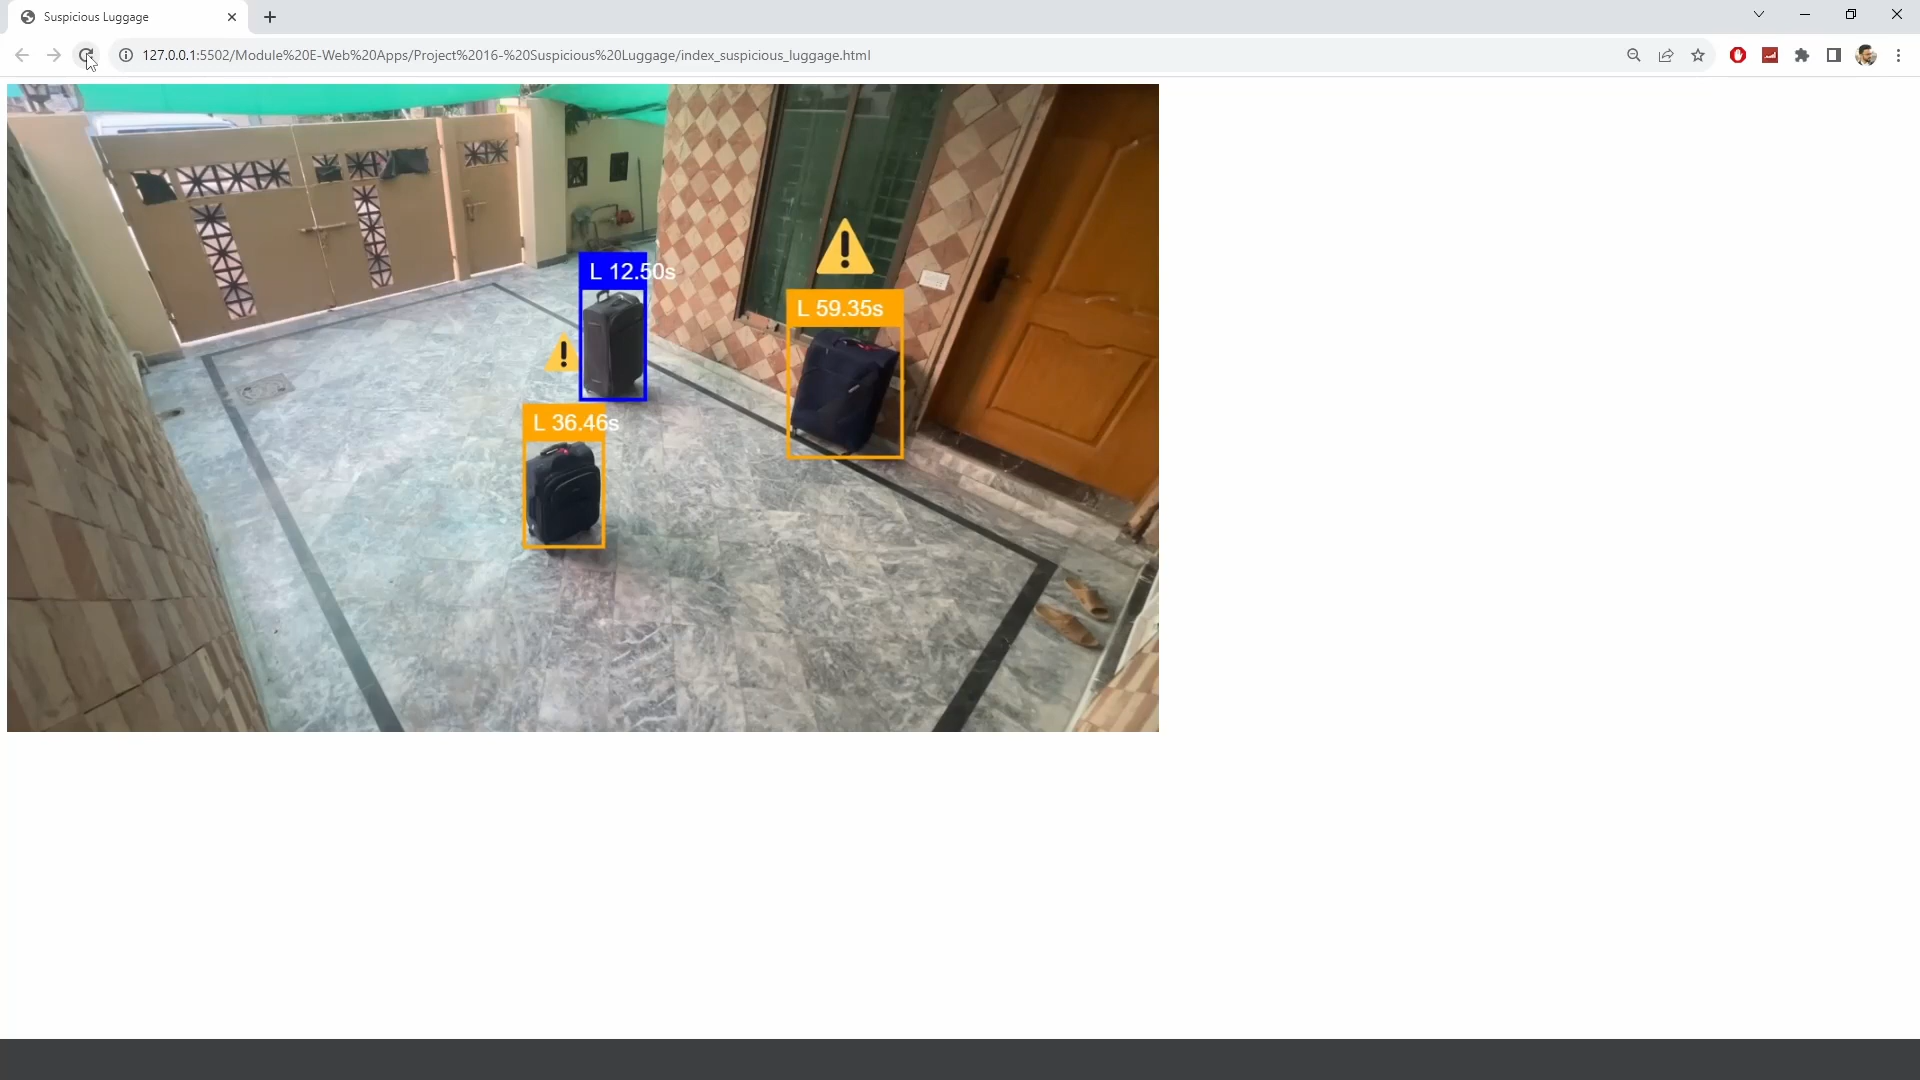 Suspicious Luggage
127.0.0.1:5502/Module%20E-Web%20Apps/Project%2016-%20Suspicious%20Luggage/index_suspicious_luggage.html
L 12.50s
L 59.35s
L 36.46s